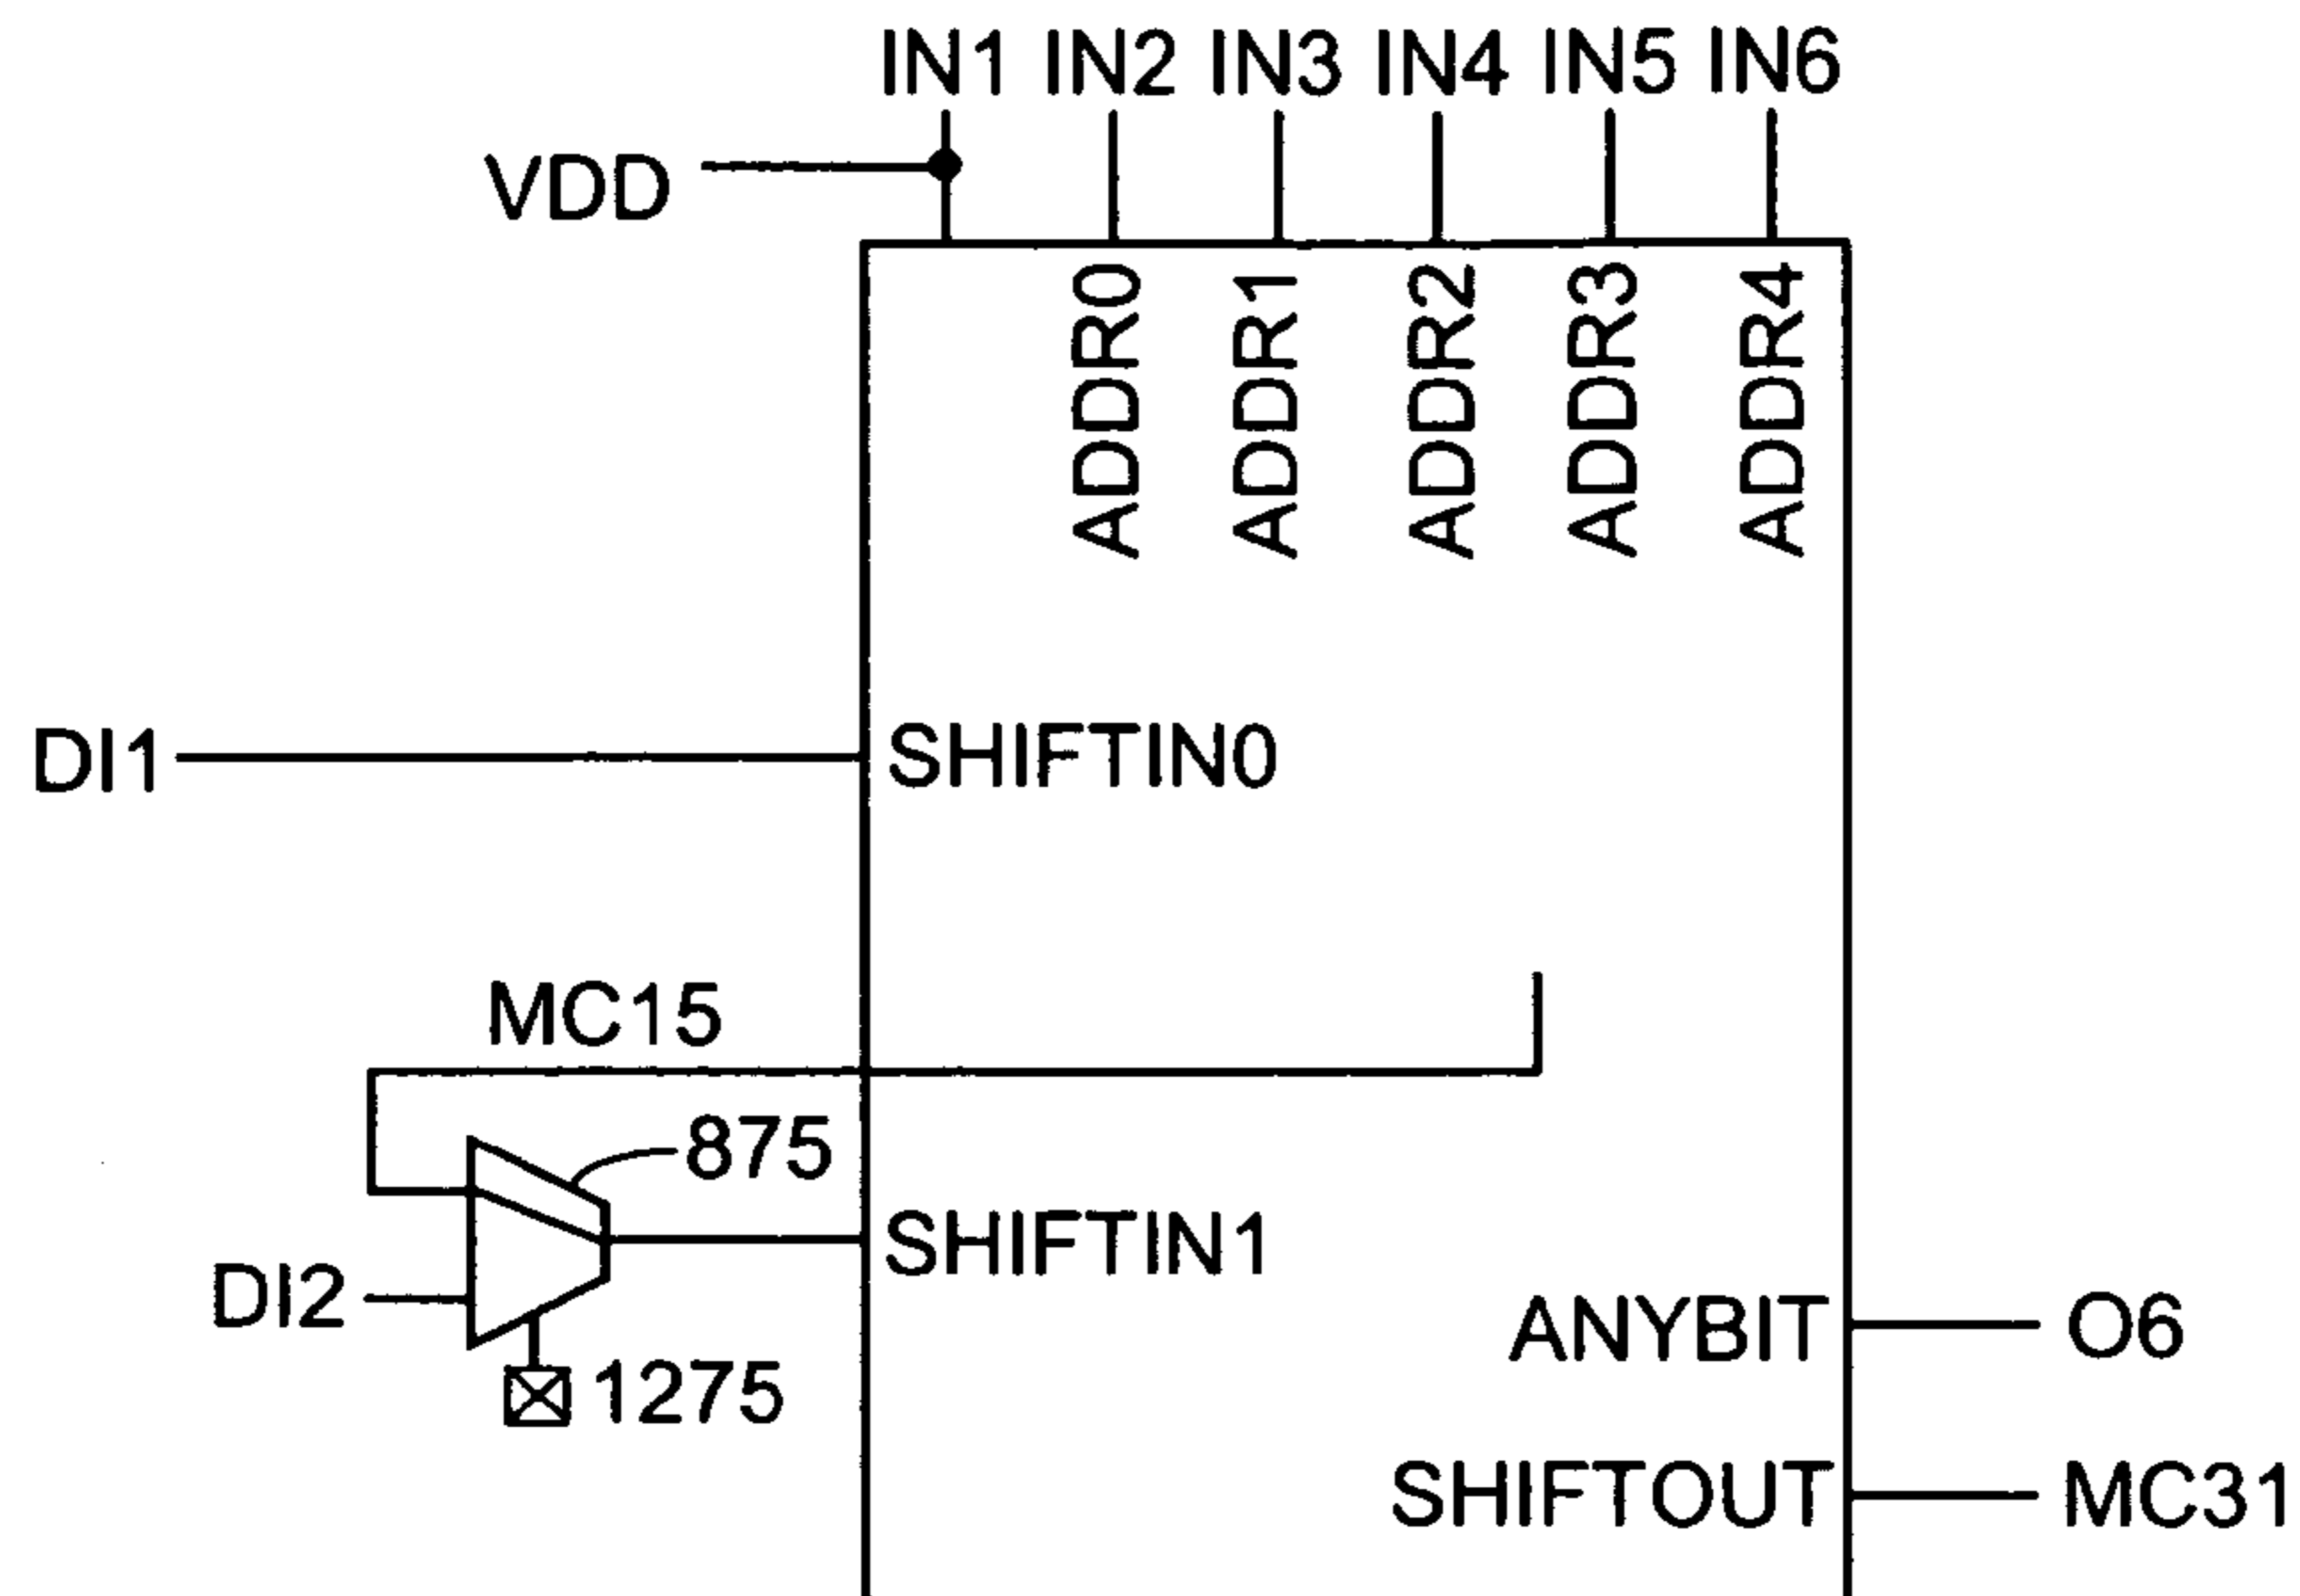 IN1 IN2 IN3 IN4 IN5 IN6
VDD
ADDR0
ADDR1
ADDR2
ADDR3
ADDR4
DI1
SHIFTIN0
MC15
875
SHIFTIN1
DI2
1275
ANYBIT
O6
SHIFTOUT
MC31